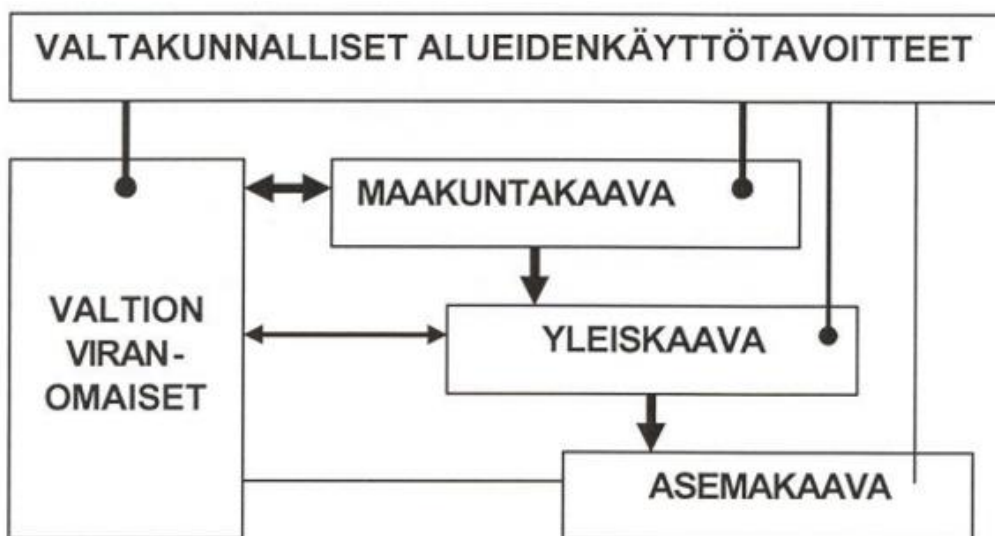 VALTAKUNNALLISET ALUEIDENKÄYTTÖTAVOITTEET
MAAKUNTAKAAVA
VALTION
VIRAN-
OMAISET
YLEISKAAVA
ASEMAKAAVA